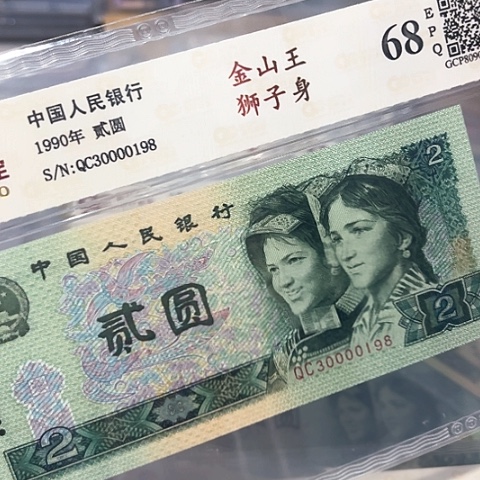 中国人民银行
1990年 贰圆
S/N:QC30000198
金山王
狮子身
68
EPQ
中国人民银行
贰圆
2
2
QC30000198
2